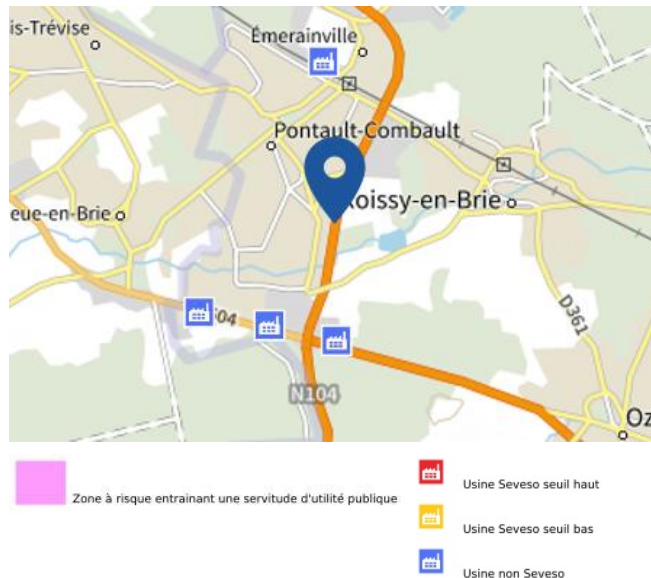 is-Trévise
Émerainville
Pontault-Combault
Roissy-en-Brie
eue-en-Brie
D361
N104
Oz
Zone à risque entrainant une servitude d'utilité publique
Usine Seveso seuil haut
Usine Seveso seuil bas
Usine non Seveso